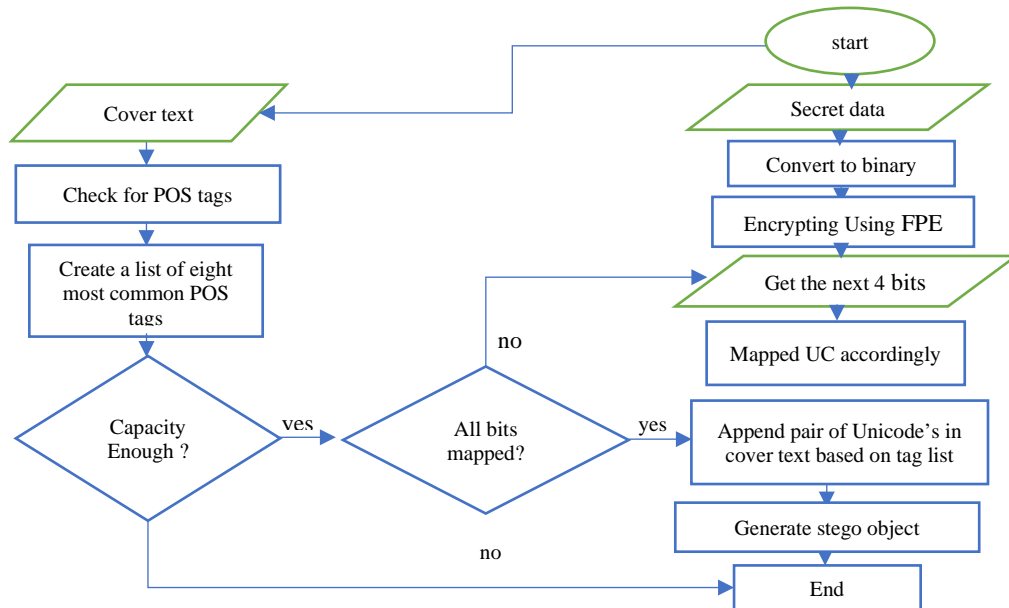 start
Cover text
Secret data
Convert to binary
Check for POS tags
Encrypting Using FPE
Create a list of eight
most common POS
tags
Get the next 4 bits
no
Mapped UC accordingly
Capacity
Enough ?
yes
All bits
mapped?
yes
Append pair of Unicode’s in
cover text based on tag list
Generate stego object
no
End